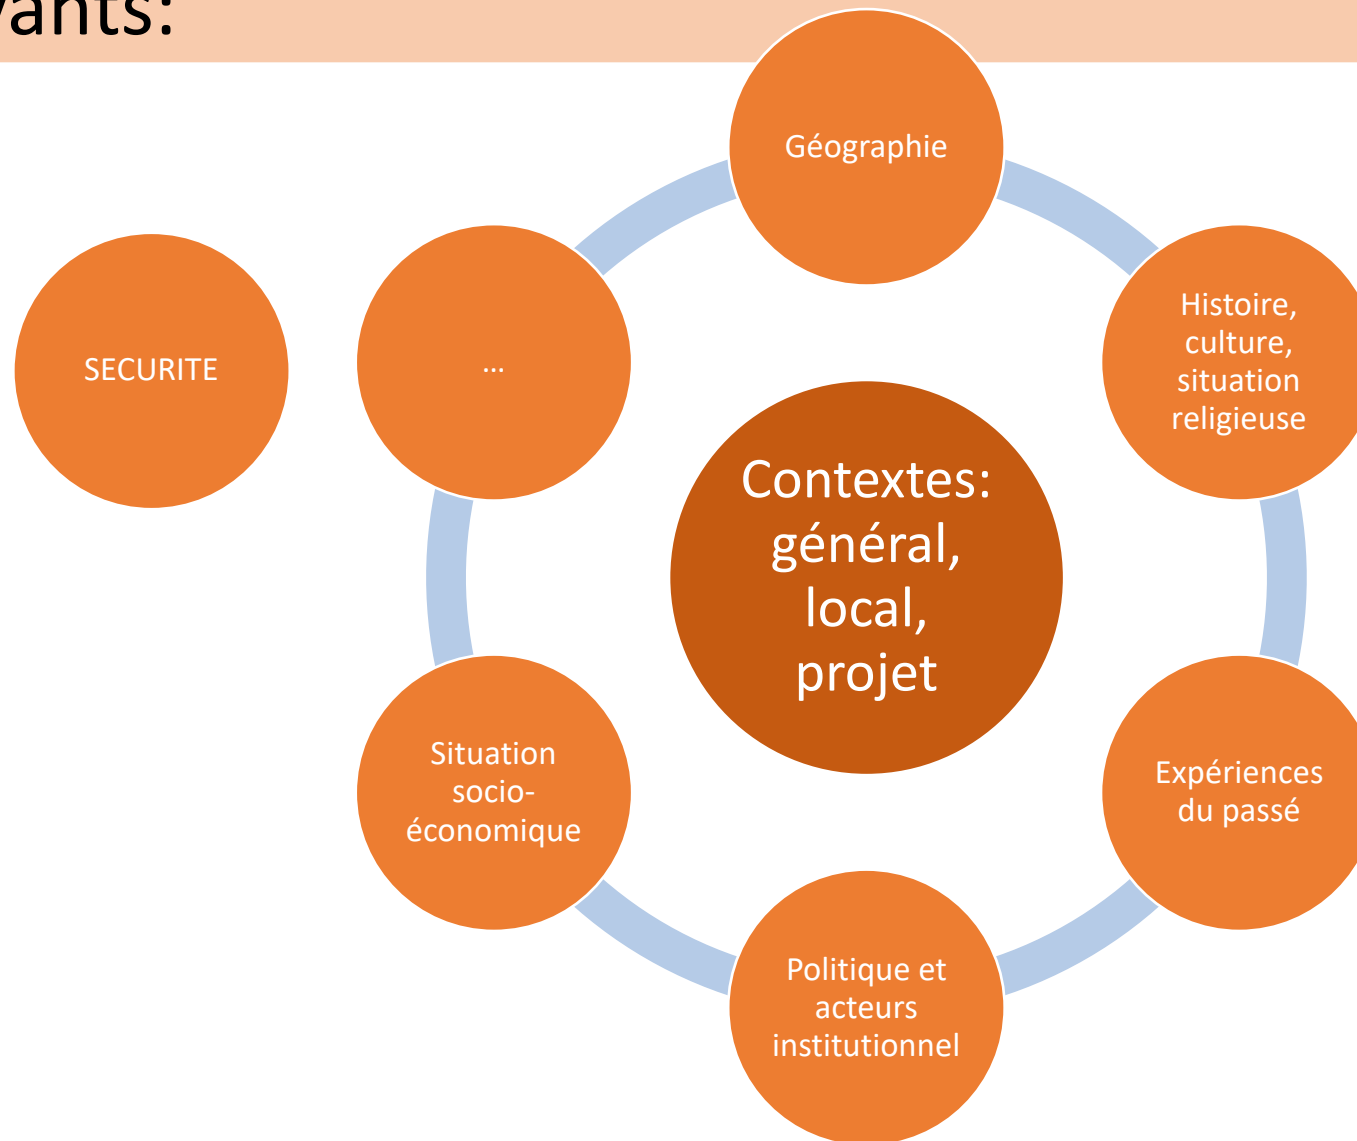 vants:
Géographie
Histoire,
culture,
situation
religieuse
SECURITE
...
Contextes:
général,
local,
projet
Situation
socio-
économique
Expériences
du passé
Politique et
acteurs
institutionnel